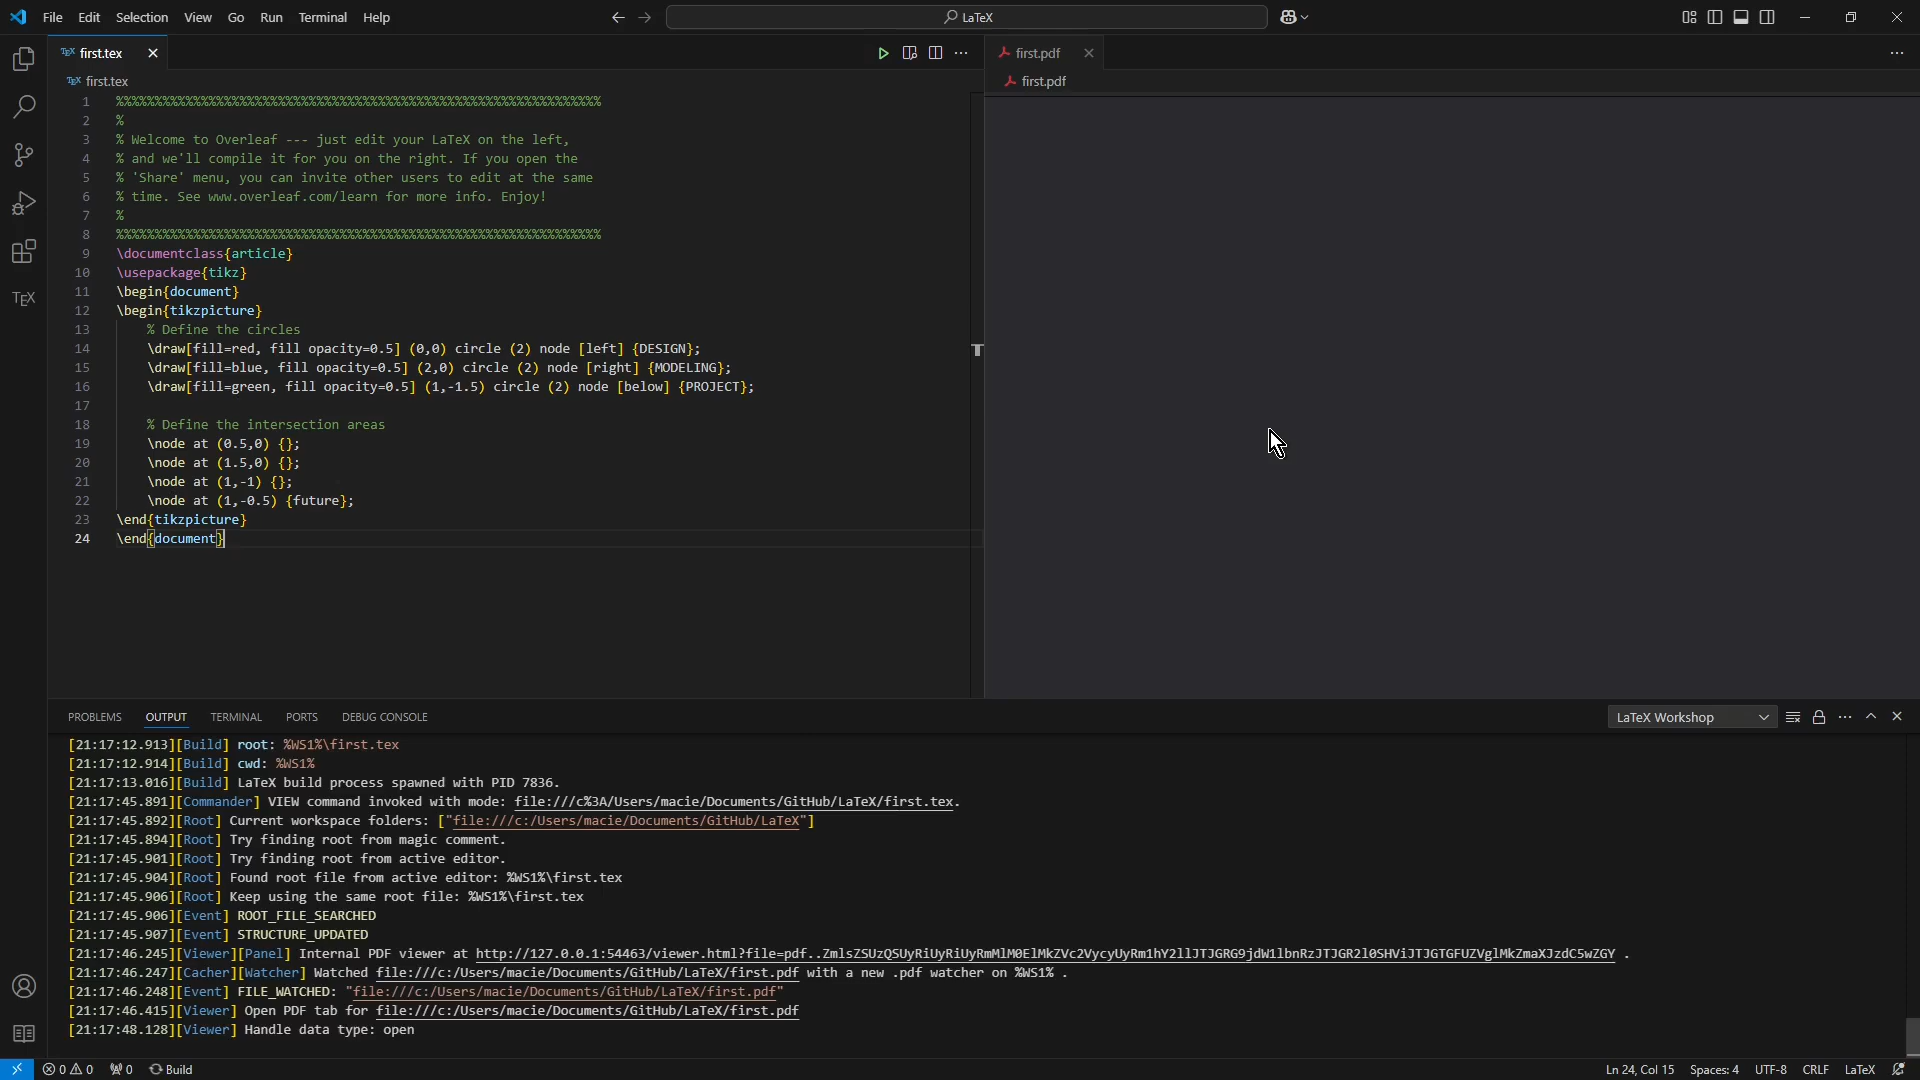 File Edit Selection View Go Run Terminal Help
LaTeX
TEX first.tex
first.pdf
TEX first.tex
first.pdf
1 %%%%%%%%%%%%%%%%%%%%%%%%%%%%%%%%%%%%%%%%%%%%%%%%%%%%%%%%%%%%%%%
2 %
3 % Welcome to Overleaf --- just edit your LaTeX on the left,
4 % and we'll compile it for you on the right. If you open the
5 % 'Share' menu, you can invite other users to edit at the same
6 % time. See www.overleaf.com/learn for more info. Enjoy!
7 %
8 %%%%%%%%%%%%%%%%%%%%%%%%%%%%%%%%%%%%%%%%%%%%%%%%%%%%%%%%%%%%%%%
9 \documentclass{article}
10 \usepackage{tikz}
11 \begin{document}
12 \begin{tikzpicture}
13 % Define the circles
14 \draw[fill=red, fill opacity=0.5] (0,0) circle (2) node [left] {DESIGN};
15 \draw[fill=blue, fill opacity=0.5] (2,0) circle (2) node [right] {MODELING};
16 \draw[fill=green, fill opacity=0.5] (1,-1.5) circle (2) node [below] {PROJECT};
17
18 % Define the intersection areas
19 \node at (0.5,0) {};
20 \node at (1.5,0) {};
21 \node at (1,-1) {};
22 \node at (1,-0.5) {future};
23 \end{tikzpicture}
24 \end{document}
TEX
PROBLEMS OUTPUT TERMINAL PORTS DEBUG CONSOLE
LaTeX Workshop
[21:17:12.913][Build] root: %WS1%\first.tex
[21:17:12.914][Build] cwd: %WS1%
[21:17:13.016][Build] LaTeX build process spawned with PID 7836.
[21:17:45.891][Commander] VIEW command invoked with mode: file:///c%3A/Users/macie/Documents/GitHub/LaTeX/first.tex.
[21:17:45.892][Root] Current workspace folders: ["file:///c:/Users/macie/Documents/GitHub/LaTeX"]
[21:17:45.894][Root] Try finding root from magic comment.
[21:17:45.901][Root] Try finding root from active editor.
[21:17:45.904][Root] Found root file from active editor: %WS1%\first.tex
[21:17:45.906][Root] Keep using the same root file: %WS1%\first.tex
[21:17:45.906][Event] ROOT_FILE_SEARCHED
[21:17:45.907][Event] STRUCTURE_UPDATED
[21:17:46.245][Viewer][Panel] Internal PDF viewer at
[21:17:46.247][Cacher][Watcher] Watched file:///c:/Users/macie/Documents/GitHub/LaTeX/first.pdf with a new .pdf watcher on %WS1% .
[21:17:46.248][Event] FILE_WATCHED: "file:///c:/Users/macie/Documents/GitHub/LaTeX/first.pdf"
[21:17:46.415][Viewer] Open PDF tab for file:///c:/Users/macie/Documents/GitHub/LaTeX/first.pdf
[21:17:48.128][Viewer] Handle data type: open
0 0 0 Build
Ln 24, Col 15 Spaces: 4 UTF-8 CRLF LaTeX